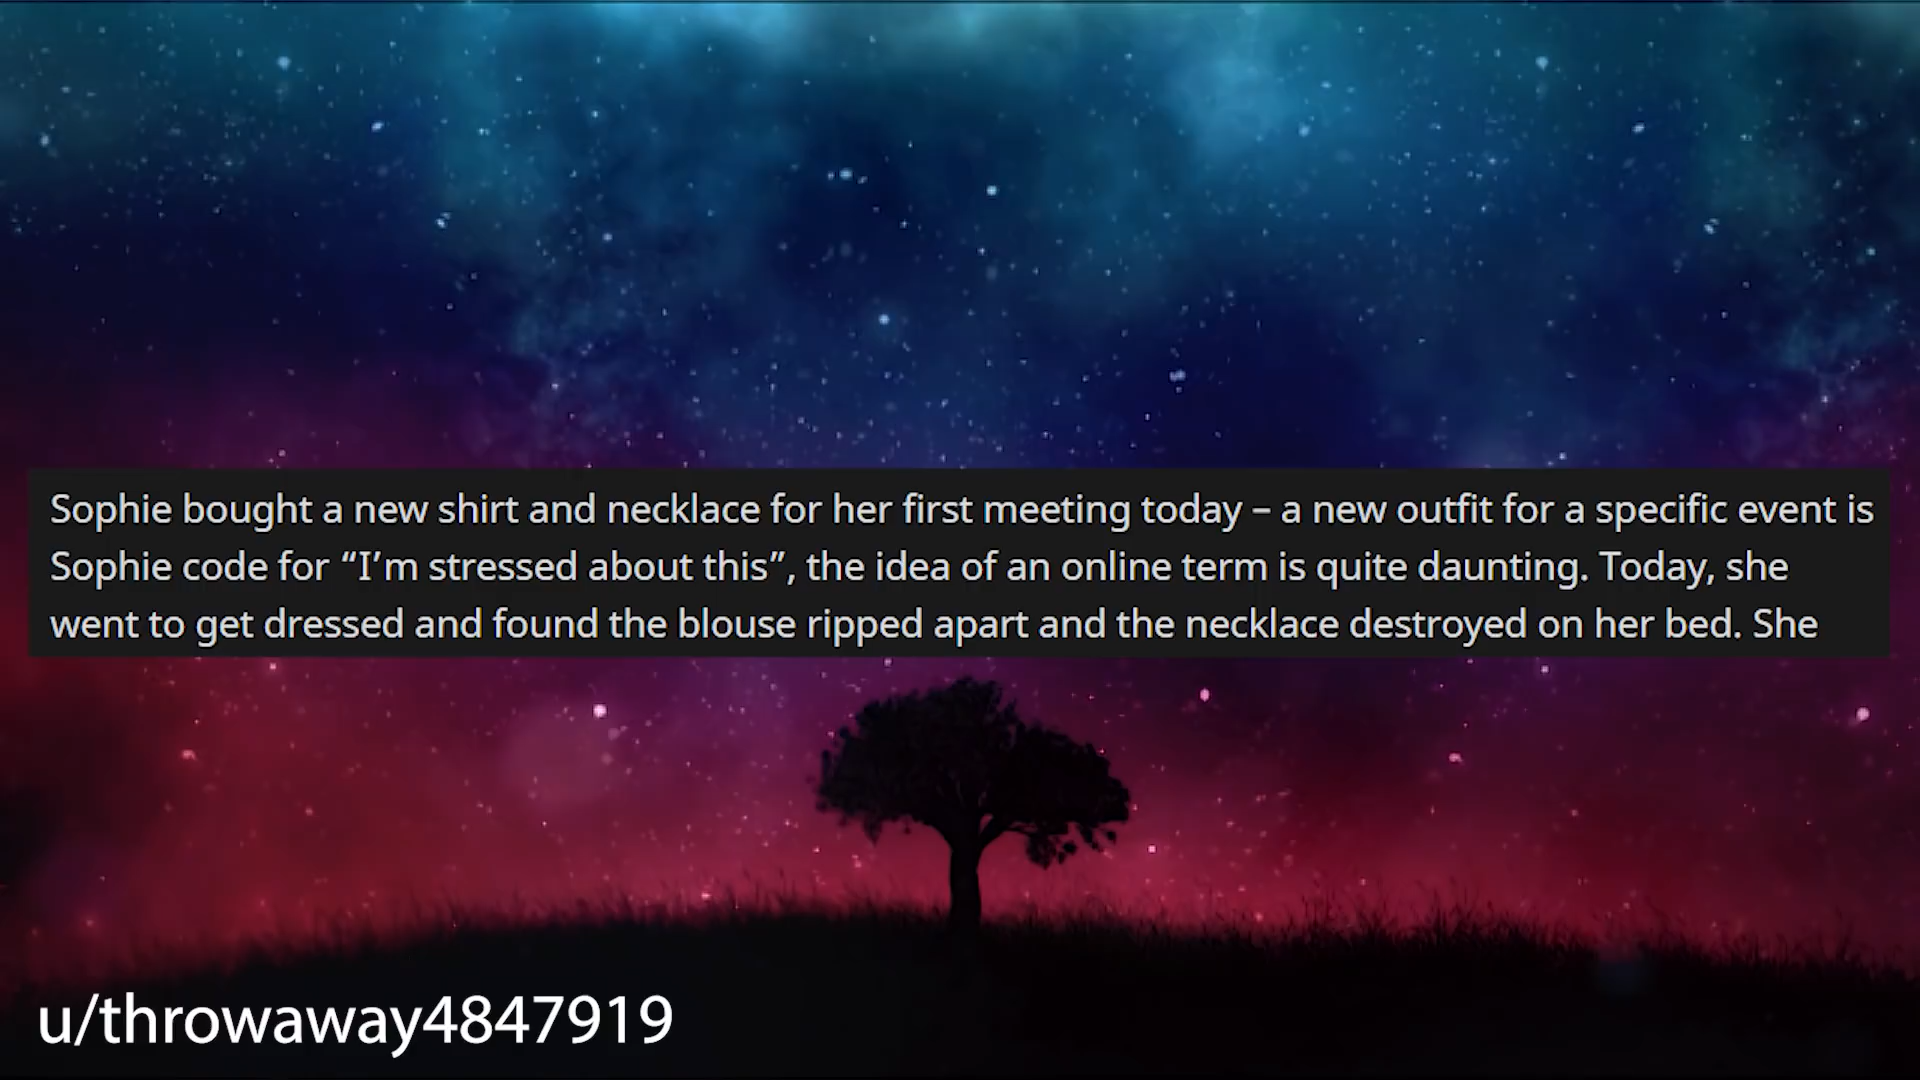 Sophie bought a new shirt and necklace for her first meeting today – a new outfit for a specific event is
Sophie code for “I’m stressed about this”, the idea of an online term is quite daunting. Today, she
went to get dressed and found the blouse ripped apart and the necklace destroyed on her bed. She
u/throwaway4847919